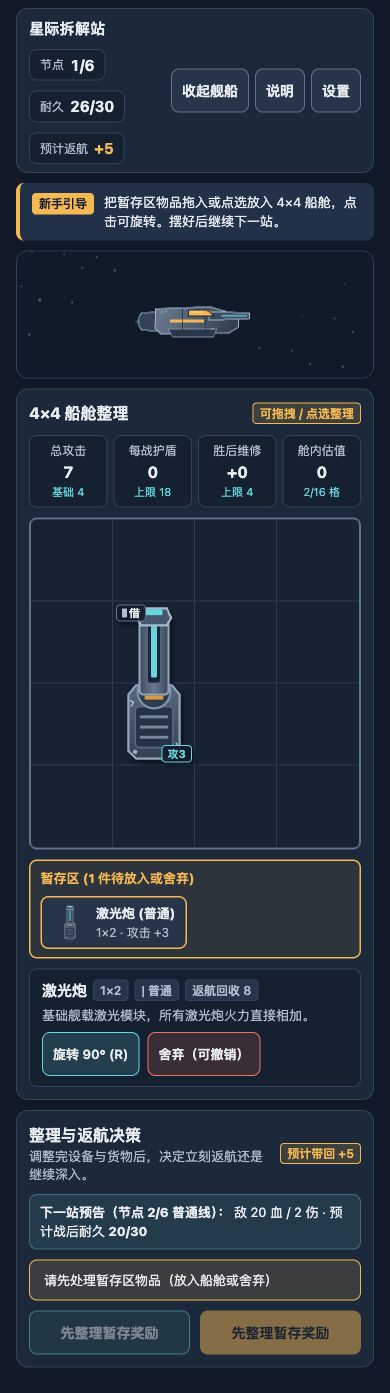 星际拆解站
节点 1/6
耐久 26/30
预计返航 +5
收起舰船
说明
设置
新手引导
把暂存区物品拖入或点选放入 4×4 船舱，点
击可旋转。摆好后继续下一站。
4×4 船舱整理
可拖拽 / 点选整理
总攻击
7
基础 4
每战护盾
0
上限 18
胜后维修
+0
上限 4
舱内估值
0
2/16 格
借
攻3
暂存区 (1 件待放入或舍弃)
激光炮 (普通)
1×2 · 攻击 +3
激光炮
1×2
| 普通
返航回收 8
基础舰载激光模块，所有激光炮火力直接相加。
旋转 90° (R)
舍弃（可撤销）
整理与返航决策
调整完设备与货物后，决定立刻返航还是
继续深入。
预计带回 +5
下一站预告（节点 2/6 普通线）： 敌 20 血 / 2 伤 · 预
计战后耐久 20/30
请先处理暂存区物品（放入船舱或舍弃）
先整理暂存奖励
先整理暂存奖励